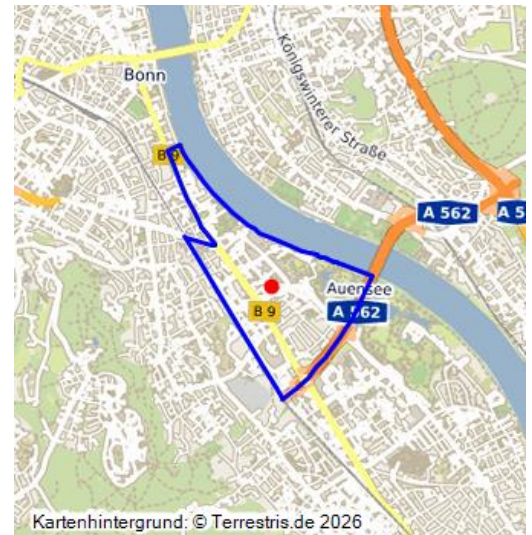 Bonn
Königswinterer Straße
B 9
A 562
A 5
Auensee
A 562
B 9
Kartenhintergrund: © Terrestris.de 2026